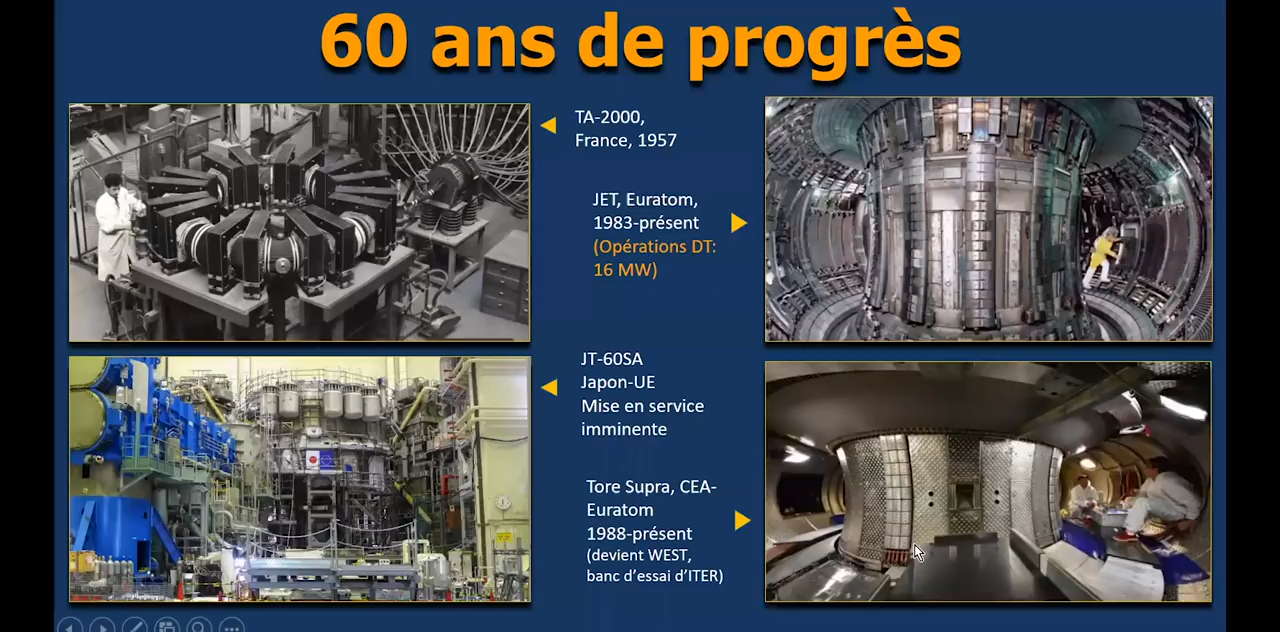 60 ans de progrès
TA-2000,
France, 1957
JET, Euratom,
1983-présent
(Opérations DT:
16 MW)
JT-60SA
Japon-UE
Mise en service
imminente
Tore Supra, CEA-
Euratom
1988-présent
(devient WEST,
banc d’essai d’ITER)